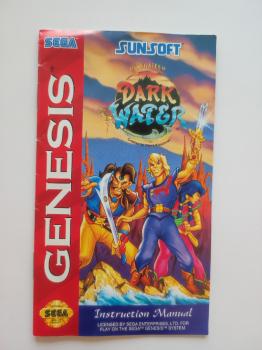 SEGA
SUNSOFT
GENESIS
DARK
WATER
SEGA
Instruction Manual
LICENSED BY SEGA ENTERPRISES, LTD. FOR
PLAY ON THE SEGA™ GENESIS™ SYSTEM